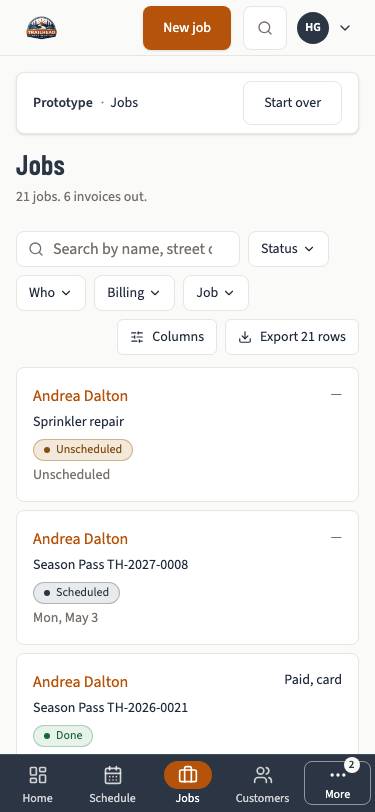 TRAILHEAD
New job
HG
Prototype · Jobs
Start over
Jobs
21 jobs. 6 invoices out.
Search by name, street
Status
Who
Billing
Job
Columns
Export 21 rows
Andrea Dalton
—
Sprinkler repair
Unscheduled
Unscheduled
Andrea Dalton
—
Season Pass TH-2027-0008
Scheduled
Mon, May 3
Andrea Dalton
Paid, card
Season Pass TH-2026-0021
Done
Home
Schedule
Jobs
Customers
2
More